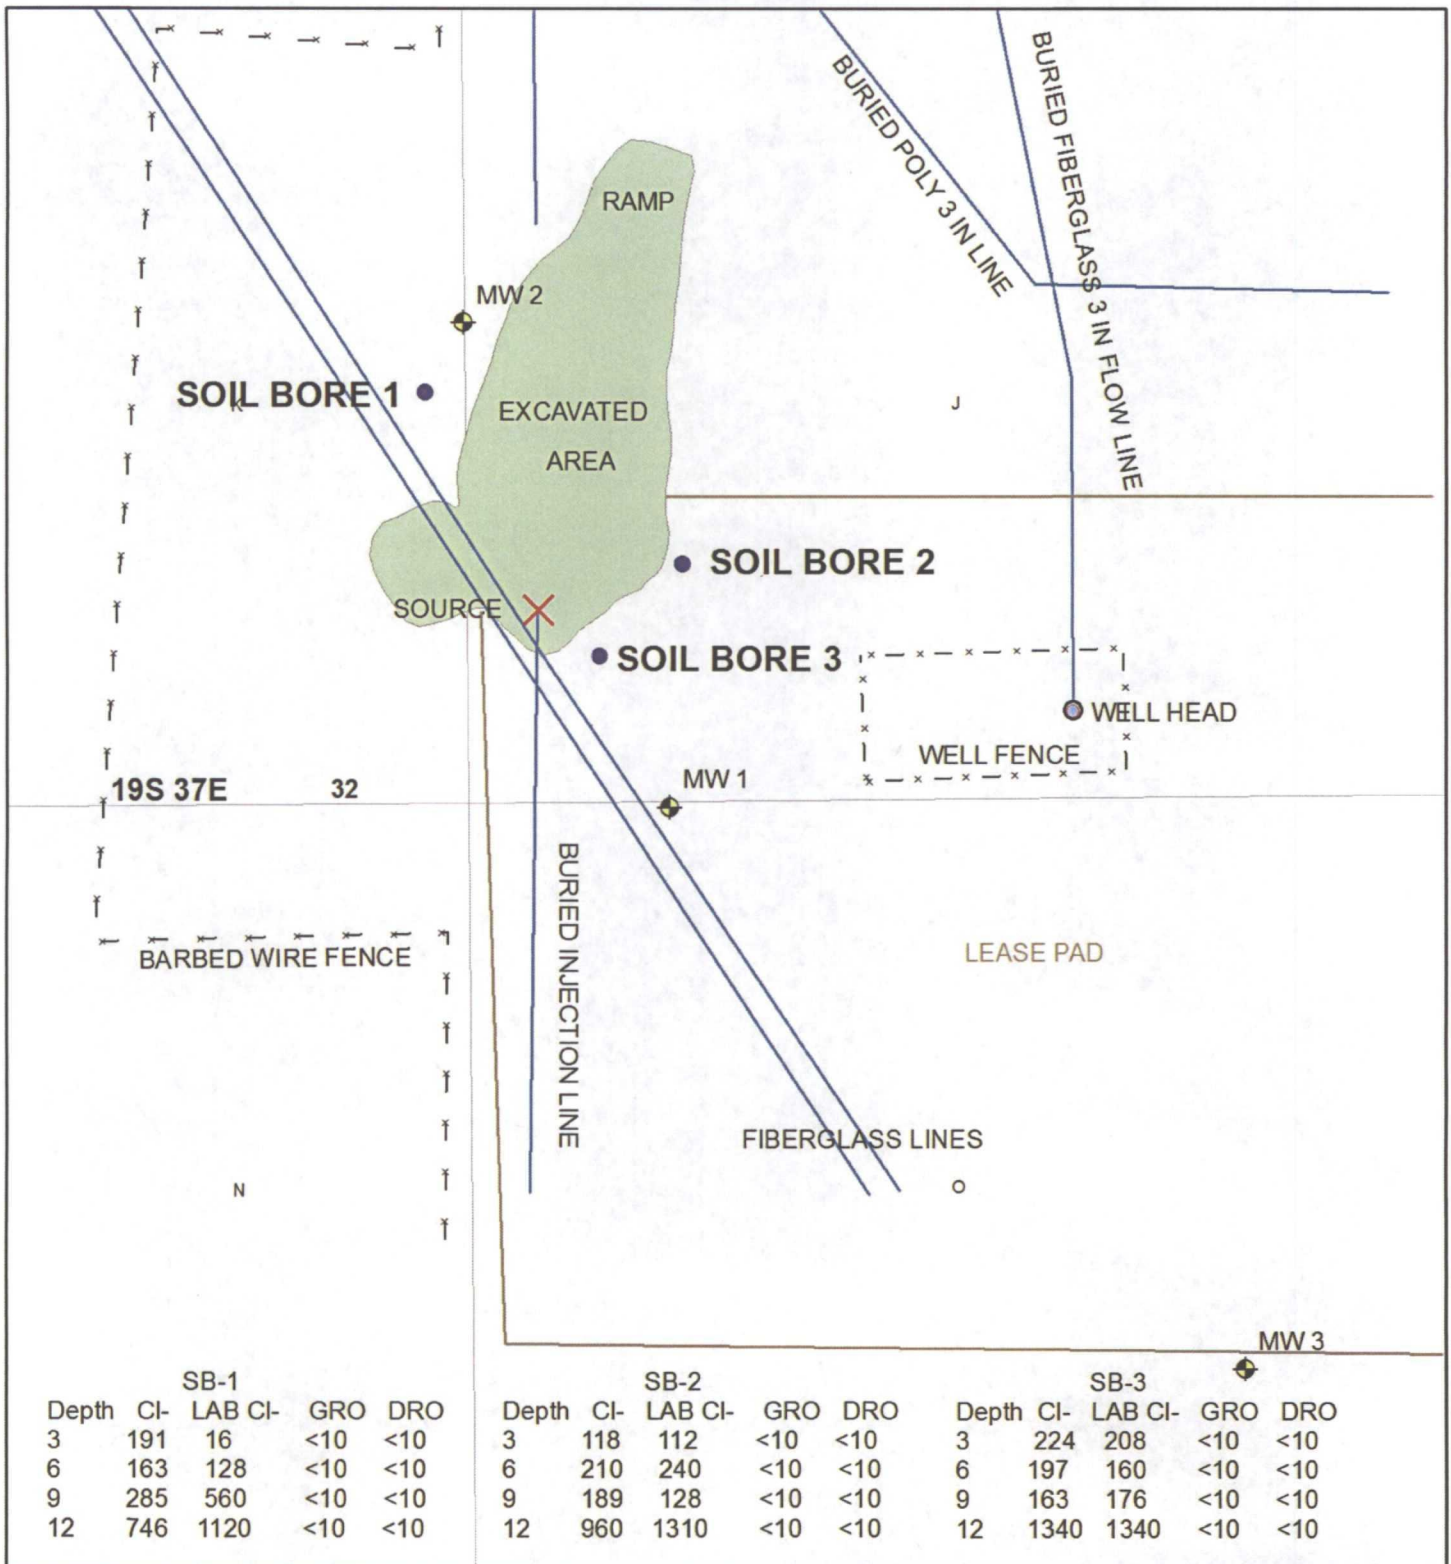 RAMP
BURIED POLY 3 IN LINE
BURIED FIBERGLASS 3 IN FLOW LINE
MW 2
SOIL BORE 1
K
EXCAVATED
AREA
J
SOIL BORE 2
SOURCE
SOIL BORE 3
WELL HEAD
WELL FENCE
MW 1
19S 37E 32
BURIED INJECTION LINE
BARBED WIRE FENCE
LEASE PAD
FIBERGLASS LINES
N
O
MW 3
SB-1
Depth Cl- LAB Cl- GRO DRO
3 191 16 <10 <10
6 163 128 <10 <10
9 285 560 <10 <10
12 746 1120 <10 <10
SB-2
Depth Cl- LAB Cl- GRO DRO
3 118 112 <10 <10
6 210 240 <10 <10
9 189 128 <10 <10
12 960 1310 <10 <10
SB-3
Depth Cl- LAB Cl- GRO DRO
3 224 208 <10 <10
6 197 160 <10 <10
9 163 176 <10 <10
12 1340 1340 <10 <10